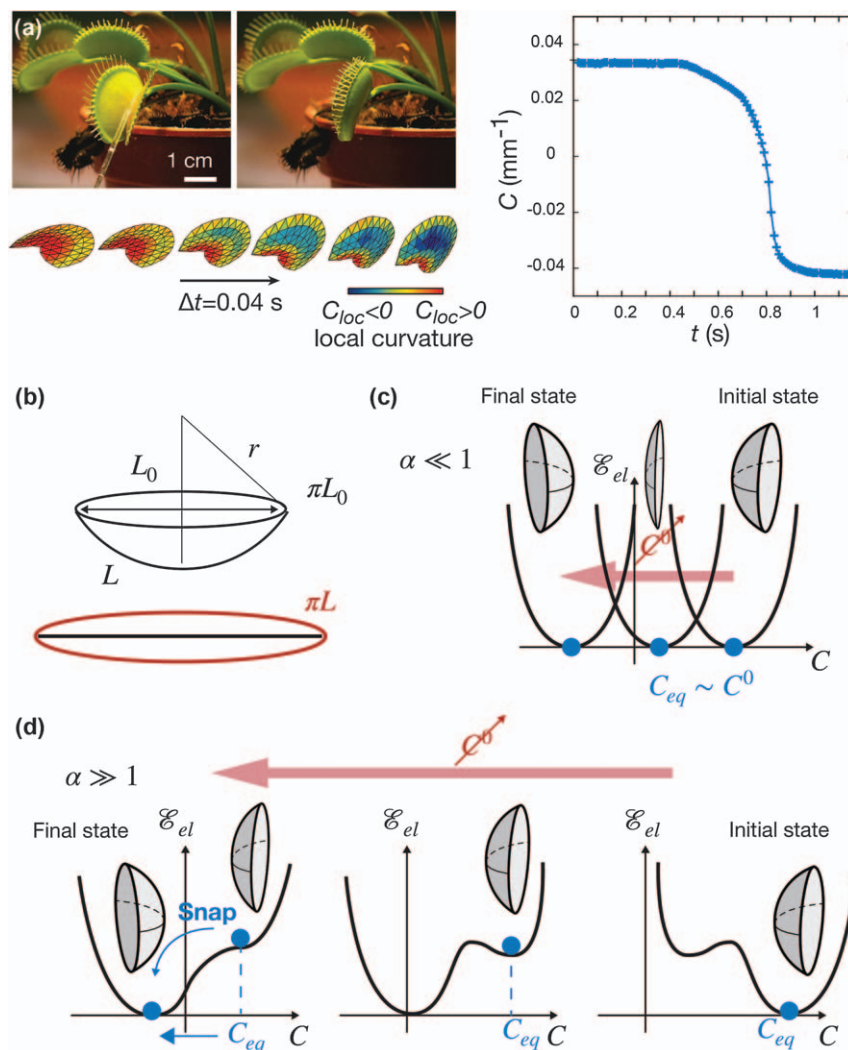 (a)
1 cm
Δt=0.04 s
C_loc<0 C_loc>0
local curvature
0.04
0.02
0
-0.02
-0.04
C (mm⁻¹)
0 0.2 0.4 0.6 0.8 1
t (s)
(b)
L₀
r
πL₀
L
πL
(c)
Final state
Initial state
α ≪ 1
ℰ_el
C⁰
C
C_eq ~ C⁰
(d)
C⁰
α ≫ 1
Final state
ℰ_el
Snap
C_eq
C
ℰ_el
C_eq
C
ℰ_el
Initial state
C_eq
C